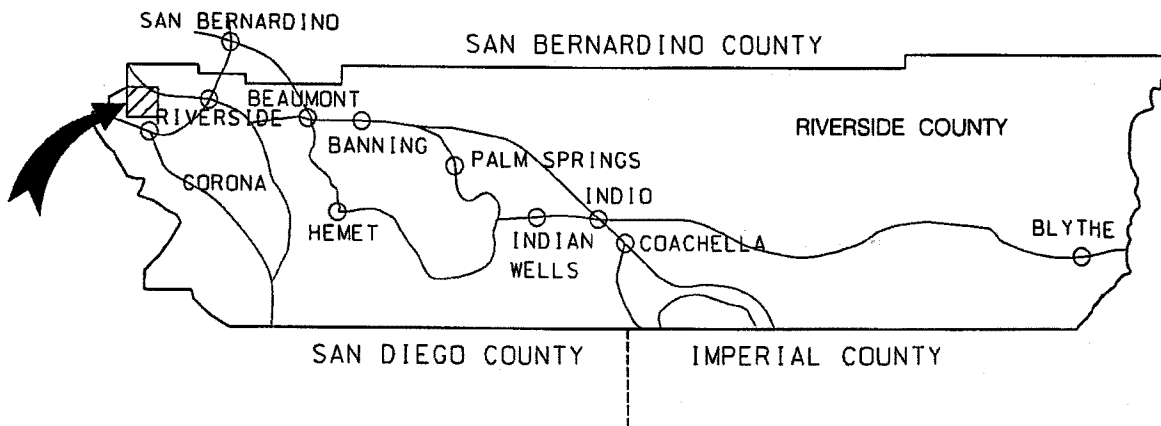 SAN BERNARDINO
SAN BERNARDINO COUNTY
BEAUMONT
RIVERSIDE
RIVERSIDE COUNTY
BANNING
PALM SPRINGS
CORONA
INDIO
HEMET
INDIAN
WELLS
COACHELLA
BLYTHE
SAN DIEGO COUNTY
IMPERIAL COUNTY